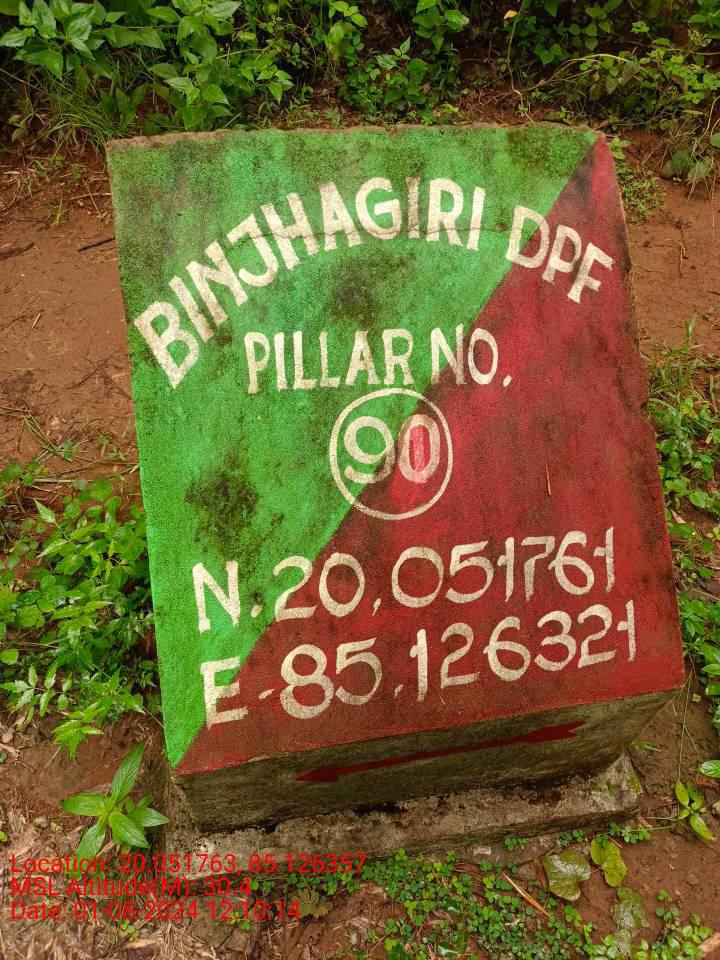 BINJHAGIRI DPF
PILLAR NO.
90
N. 20.051761
E-85.126321
Location: 20.051763, 85.126357
MSL Altitude(M): 30.4
Date: 01-08-2024 12:10:14